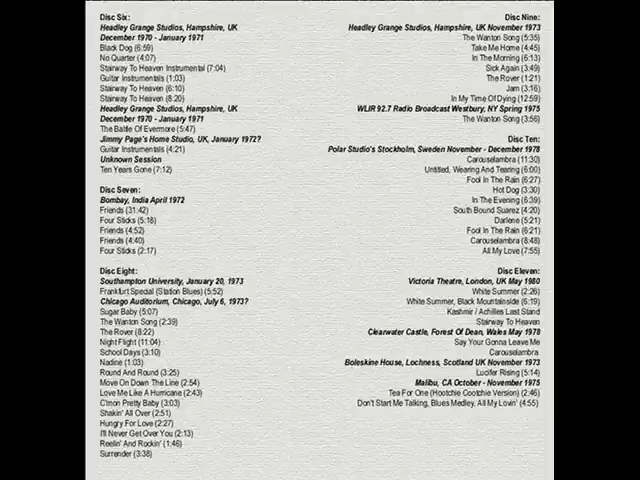 Disc Six:
Headley Grange Studios, Hampshire, UK
December 1970 - January 1971
Black Dog (6:59)
No Quarter (4:07)
Stairway To Heaven Instrumental (7:04)
Guitar Instrumentals (1:03)
Stairway To Heaven (6:10)
Stairway To Heaven (8:20)
Headley Grange Studios, Hampshire, UK
December 1970 - January 1971
The Battle Of Evermore (5:47)
Jimmy Page's Home Studio, UK, January 1972?
Guitar Instrumentals (4:21)
Unknown Session
Ten Years Gone (7:12)
Disc Seven:
Bombay, India April 1972
Friends (31:42)
Four Sticks (5:18)
Friends (4:52)
Friends (4:40)
Four Sticks (2:17)
Disc Eight:
Southampton University, January 20, 1973
Frankfurt Special (Station Blues) (5:52)
Chicago Auditorium, Chicago, July 6, 1973?
Sugar Baby (5:07)
The Wanton Song (2:39)
The Rover (8:22)
Night Flight (11:04)
School Days (3:10)
Nadine (1:03)
Round And Round (3:25)
Move On Down The Line (2:54)
Love Me Like A Hurricane (2:43)
C'mon Pretty Baby (3:03)
Shakin' All Over (2:51)
Hungry For Love (2:27)
I'll Never Get Over You (2:13)
Reelin' And Rockin' (1:46)
Surrender (3:38)
Disc Nine:
Headley Grange Studios, Hampshire, UK November 1973
The Wanton Song (5:35)
Take Me Home (4:45)
In The Morning (6:13)
Sick Again (3:49)
The Rover (1:21)
Jam (3:16)
In My Time Of Dying (12:59)
WLIR 92.7 Radio Broadcast Westbury, NY Spring 1975
The Wanton Song (3:56)
Disc Ten:
Polar Studio's Stockholm, Sweden November - December 1978
Carouselambra (11:30)
Untitled, Wearing And Tearing (6:00)
Fool In The Rain (6:27)
Hot Dog (3:30)
In The Evening (6:39)
South Bound Suarez (4:20)
Darlene (5:21)
Fool In The Rain (6:21)
Carouselambra (8:48)
All My Love (7:55)
Disc Eleven:
Victoria Theatre, London, UK May 1980
White Summer (2:26)
White Summer, Black Mountainside (6:19)
Kashmir / Achilles Last Stand
Stairway To Heaven
Clearwater Castle, Forest Of Dean, Wales May 1978
Say Your Gonna Leave Me
Carouselambra
Boleskine House, Lochness, Scotland UK November 1973
Lucifer Rising (5:14)
Malibu, CA October - November 1975
Tea For One (Hootchie Cootchie Version) (2:46)
Don't Start Me Talking, Blues Medley, All My Lovin' (4:55)